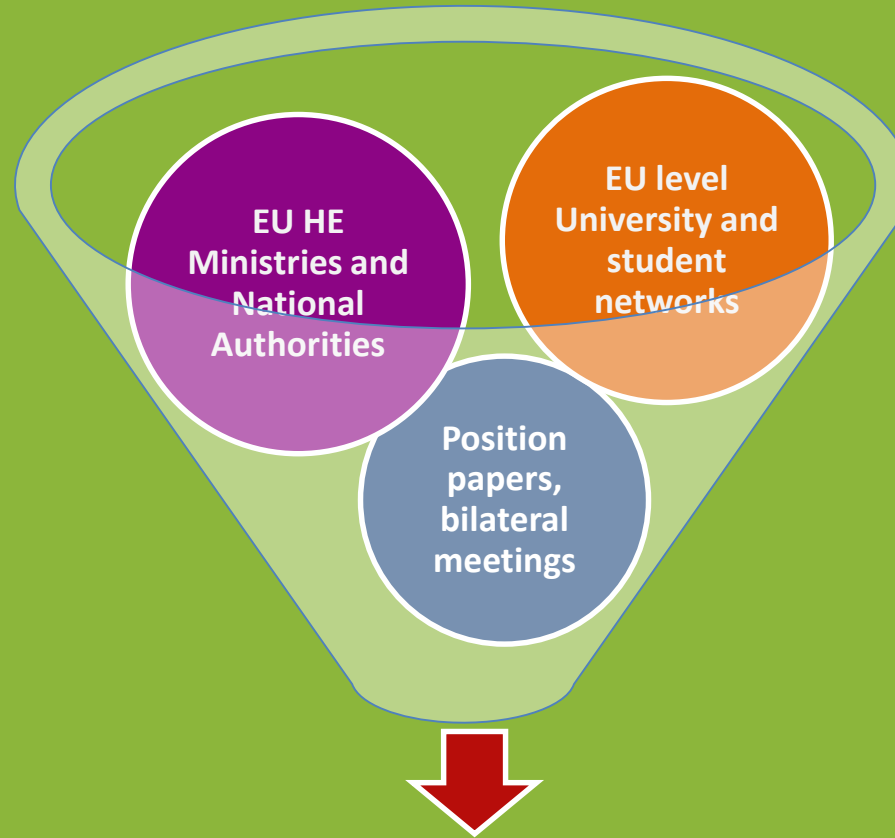 EU HE
Ministries and
National
Authorities
EU level
University and
student
networks
Position
papers,
bilateral
meetings